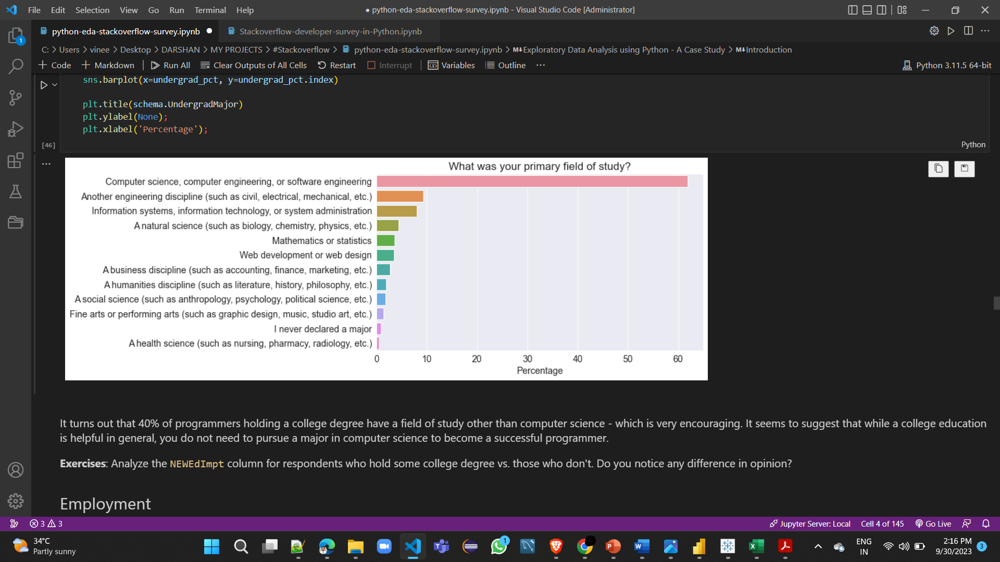 File Edit Selection View Go Run Terminal Help
● python-eda-stackoverflow-survey.ipynb - Visual Studio Code [Administrator]
1
python-eda-stackoverflow-survey.ipynb ●
Stackoverflow-developer-survey-in-Python.ipynb
C: > Users > vinee > Desktop > DARSHAN > MY PROJECTS > #Stackoverflow > python-eda-stackoverflow-survey.ipynb > M↓Exploratory Data Analysis using Python - A Case Study > M↓Introduction
+ Code + Markdown | Run All Clear Outputs of All Cells Restart Interrupt | Variables Outline ···
Python 3.11.5 64-bit
sns.barplot(x=undergrad_pct, y=undergrad_pct.index)
plt.title(schema.UndergradMajor)
plt.ylabel(None);
plt.xlabel('Percentage');
[46]
Python
What was your primary field of study?
Computer science, computer engineering, or software engineering
Another engineering discipline (such as civil, electrical, mechanical, etc.)
Information systems, information technology, or system administration
A natural science (such as biology, chemistry, physics, etc.)
Mathematics or statistics
Web development or web design
A business discipline (such as accounting, finance, marketing, etc.)
A humanities discipline (such as literature, history, philosophy, etc.)
A social science (such as anthropology, psychology, political science, etc.)
Fine arts or performing arts (such as graphic design, music, studio art, etc.)
I never declared a major
A health science (such as nursing, pharmacy, radiology, etc.)
0 10 20 30 40 50 60
Percentage
It turns out that 40% of programmers holding a college degree have a field of study other than computer science - which is very encouraging. It seems to suggest that while a college education
is helpful in general, you do not need to pursue a major in computer science to become a successful programmer.
Exercises: Analyze the NEWEdImpt column for respondents who hold some college degree vs. those who don't. Do you notice any difference in opinion?
Employment
3 3
Jupyter Server: Local Cell 4 of 145 Go Live
34°C
Partly sunny
1
ENG
IN
2:16 PM
9/30/2023
3